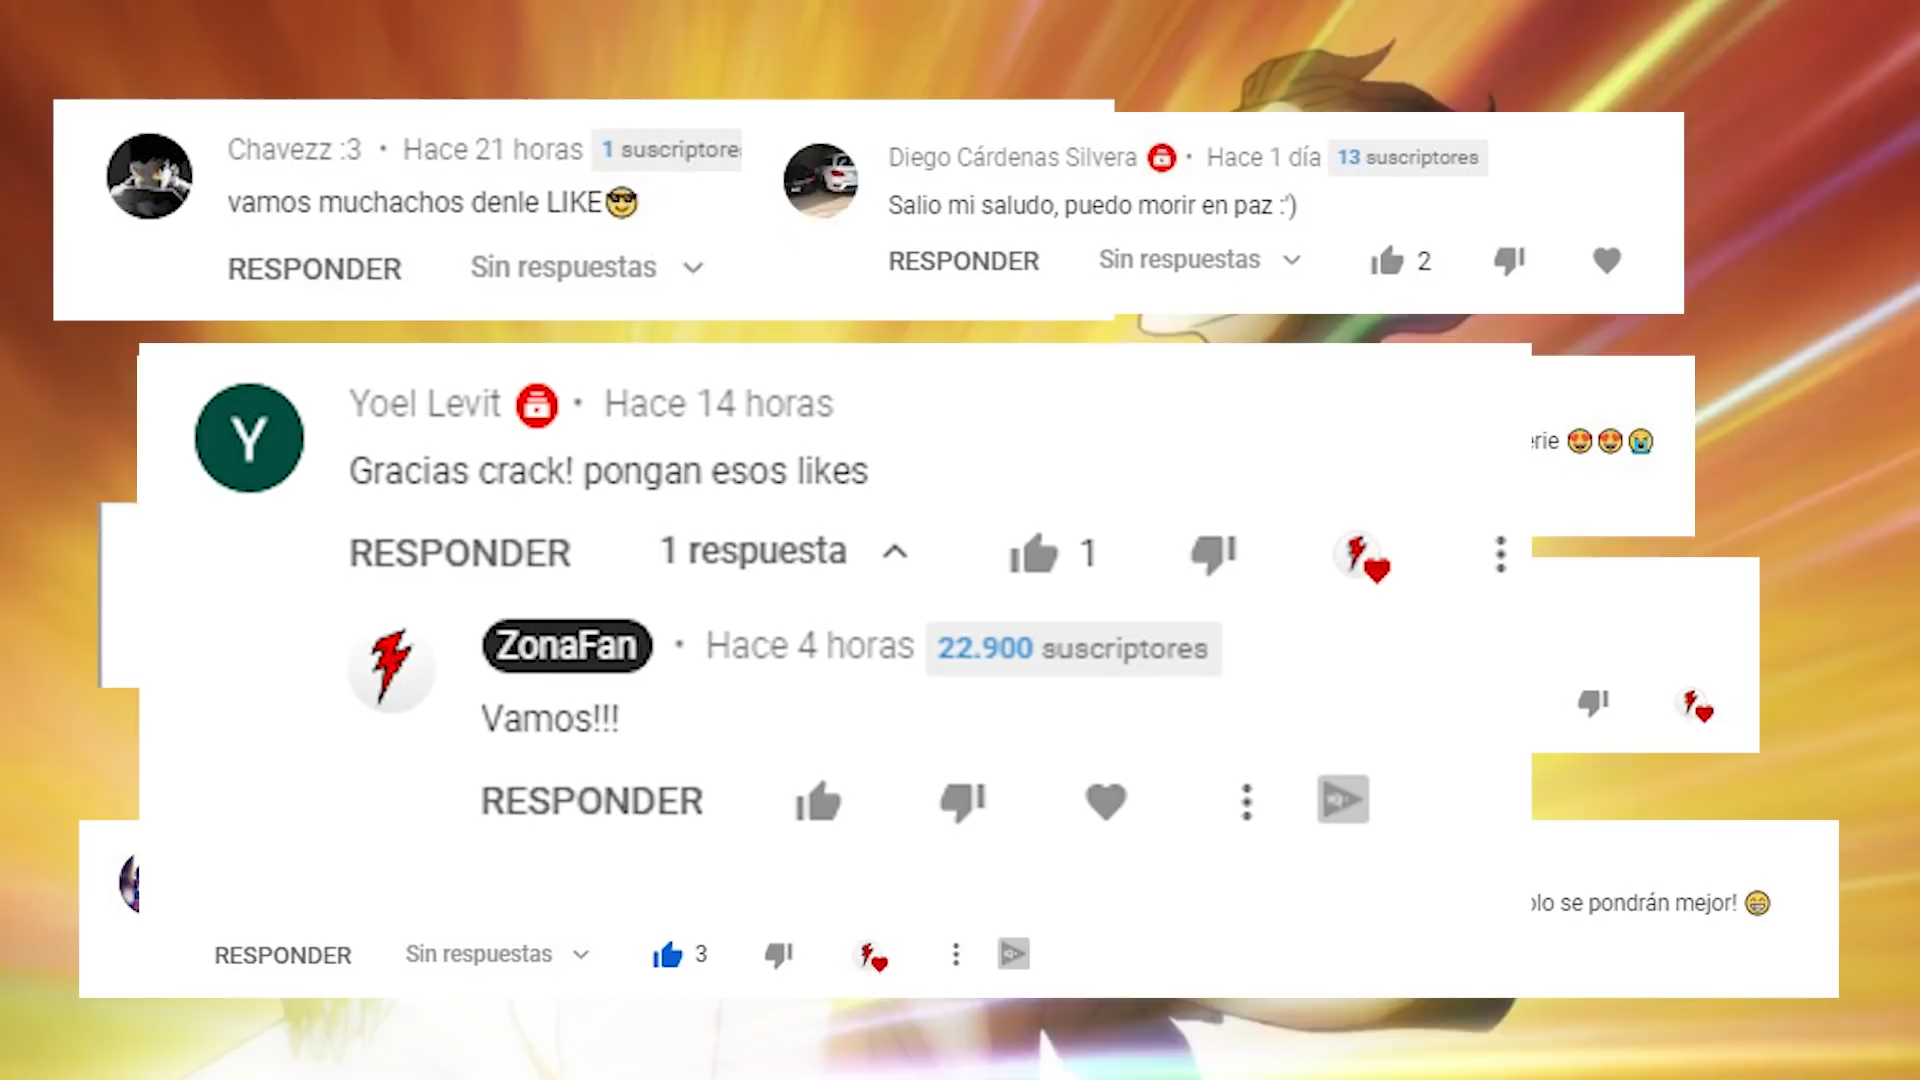 Chavezz :3 • Hace 21 horas 1 suscriptore
vamos muchachos denle LIKE😎
RESPONDER Sin respuestas
Diego Cárdenas Silvera • Hace 1 día 13 suscriptores
Salio mi saludo, puedo morir en paz :')
RESPONDER Sin respuestas 2
Y
Yoel Levit • Hace 14 horas
Gracias crack! pongan esos likes
RESPONDER 1 respuesta 1
ZonaFan • Hace 4 horas 22.900 suscriptores
Vamos!!!
RESPONDER
😍😍😭
se pondrán mejor! 😁
RESPONDER Sin respuestas 3